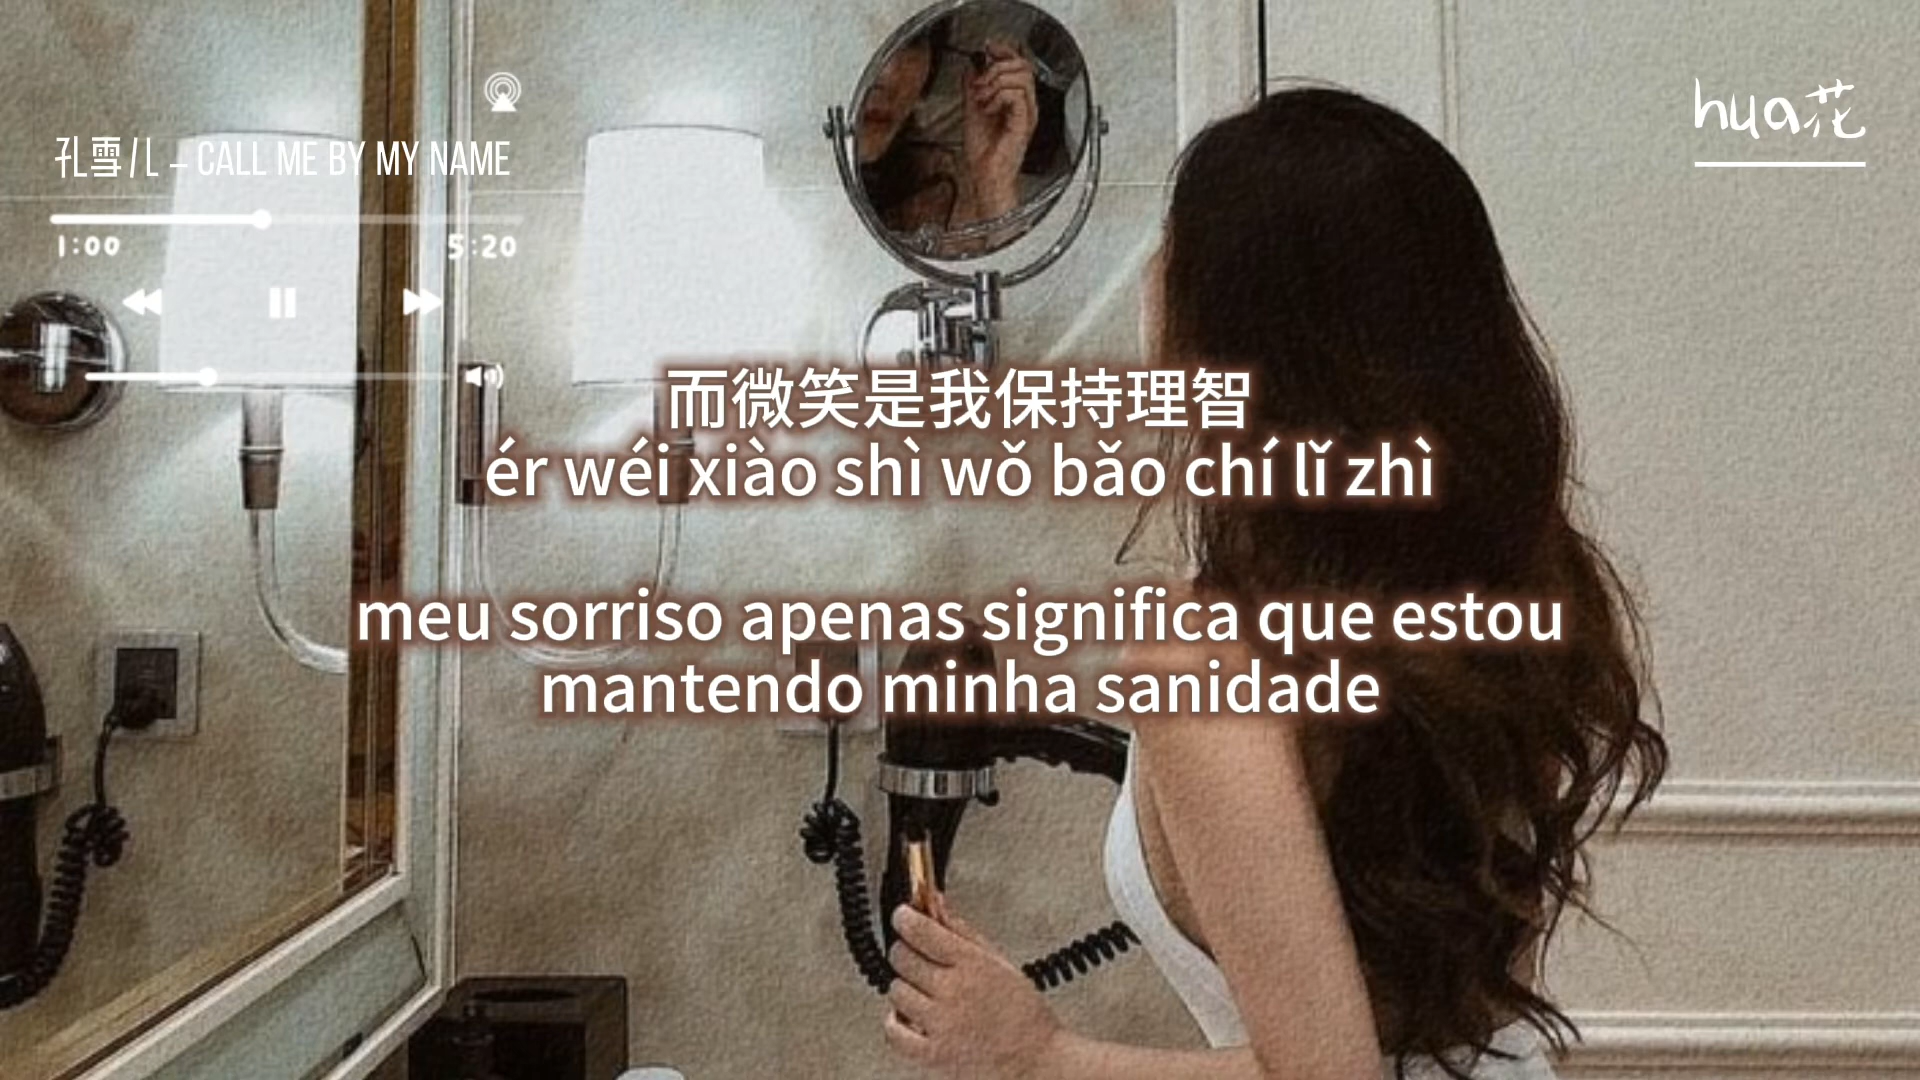 hua花
孔雪儿 – CALL ME BY MY NAME
1:00
5:20
而微笑是我保持理智
ér wéi xiào shì wǒ bǎo chí lǐ zhì
meu sorriso apenas significa que estou
mantendo minha sanidade